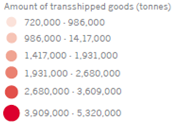 Amount of transshipped goods (tonnes)
720,000 - 986,000
986,000 - 14,17,000
1,417,000 - 1,931,000
1,931,000 - 2,680,000
2,680,000 - 3,609,000
3,909,000 - 5,320,000